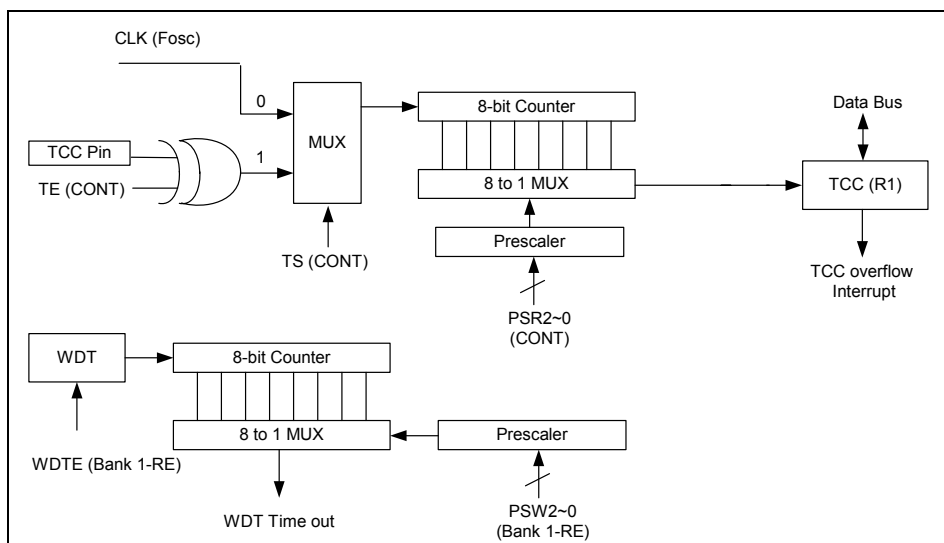 CLK (Fosc)
0
TCC Pin
1
TE (CONT)
MUX
TS (CONT)
8-bit Counter
8 to 1 MUX
Prescaler
PSR2~0
(CONT)
Data Bus
TCC (R1)
TCC overflow
Interrupt
WDT
WDTE (Bank 1-RE)
8-bit Counter
8 to 1 MUX
WDT Time out
Prescaler
PSW2~0
(Bank 1-RE)